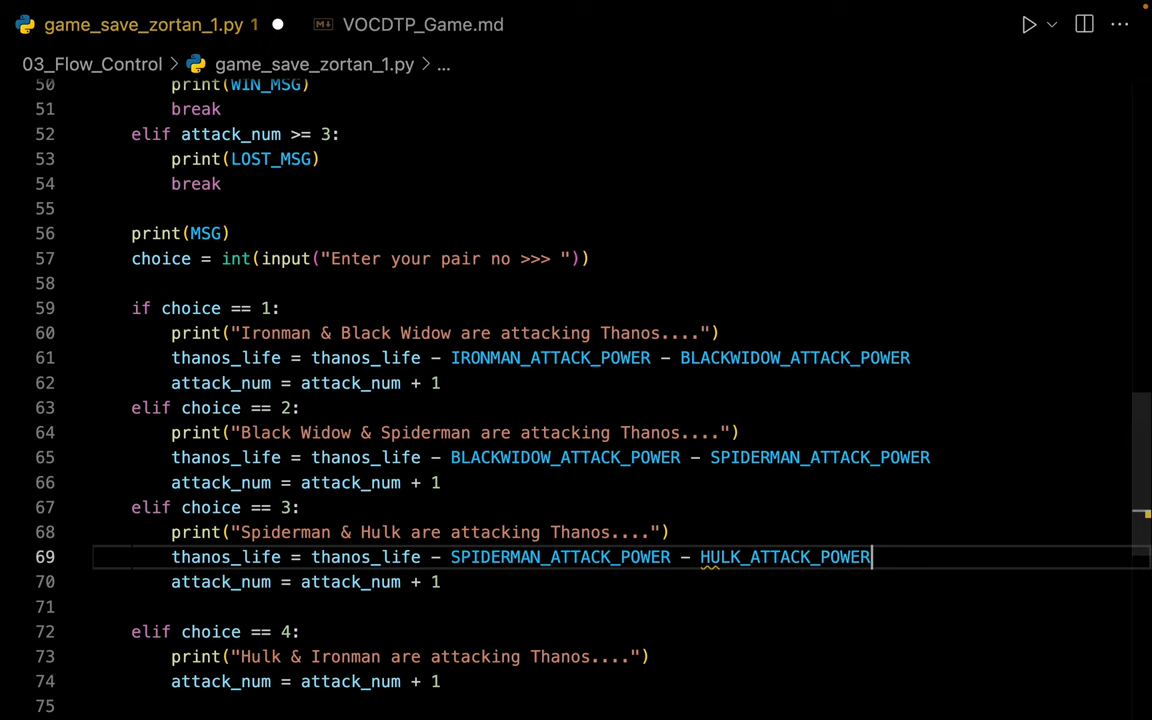 game_save_zortan_1.py 1 VOCDTP_Game.md
03_Flow_Control > game_save_zortan_1.py > ...
50 print(WIN_MSG)
51 break
52 elif attack_num >= 3:
53 print(LOST_MSG)
54 break
55
56 print(MSG)
57 choice = int(input("Enter your pair no >>> "))
58
59 if choice == 1:
60 print("Ironman & Black Widow are attacking Thanos....")
61 thanos_life = thanos_life - IRONMAN_ATTACK_POWER - BLACKWIDOW_ATTACK_POWER
62 attack_num = attack_num + 1
63 elif choice == 2:
64 print("Black Widow & Spiderman are attacking Thanos....")
65 thanos_life = thanos_life - BLACKWIDOW_ATTACK_POWER - SPIDERMAN_ATTACK_POWER
66 attack_num = attack_num + 1
67 elif choice == 3:
68 print("Spiderman & Hulk are attacking Thanos....")
69 thanos_life = thanos_life - SPIDERMAN_ATTACK_POWER - HULK_ATTACK_POWER
70 attack_num = attack_num + 1
71
72 elif choice == 4:
73 print("Hulk & Ironman are attacking Thanos....")
74 attack_num = attack_num + 1
75